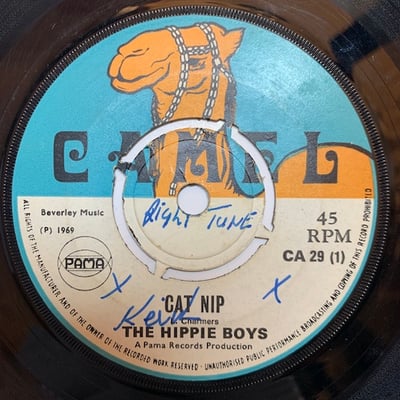 CAMEL
Beverley Music
(P) 1969
PAMA
Right TUNE
45
RPM
CA 29 (1)
CAT NIP
Charmers
THE HIPPIE BOYS
A Pama Records Production
ALL RIGHTS OF THE MANUFACTURER AND OF THE OWNER OF THE RECORDED WORK RESERVED - UNAUTHORISED PUBLIC PERFORMANCE, BROADCASTING AND COPYING OF THIS RECORD PROHIBITED
x
x